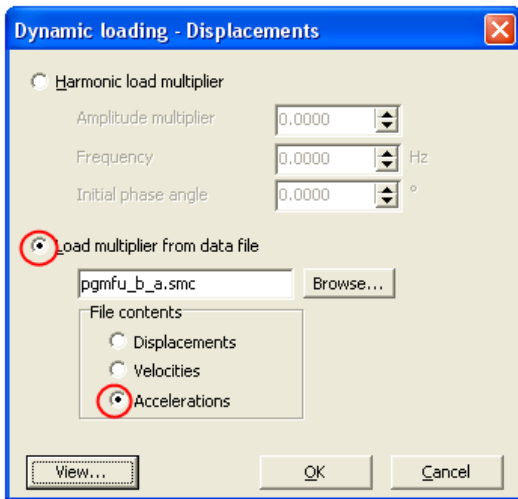 Dynamic loading - Displacements
Harmonic load multiplier
Amplitude multiplier 0.0000
Frequency 0.0000 Hz
Initial phase angle 0.0000 °
Load multiplier from data file
pgmfu_b_a.smc Browse...
File contents
Displacements
Velocities
Accelerations
View... OK Cancel